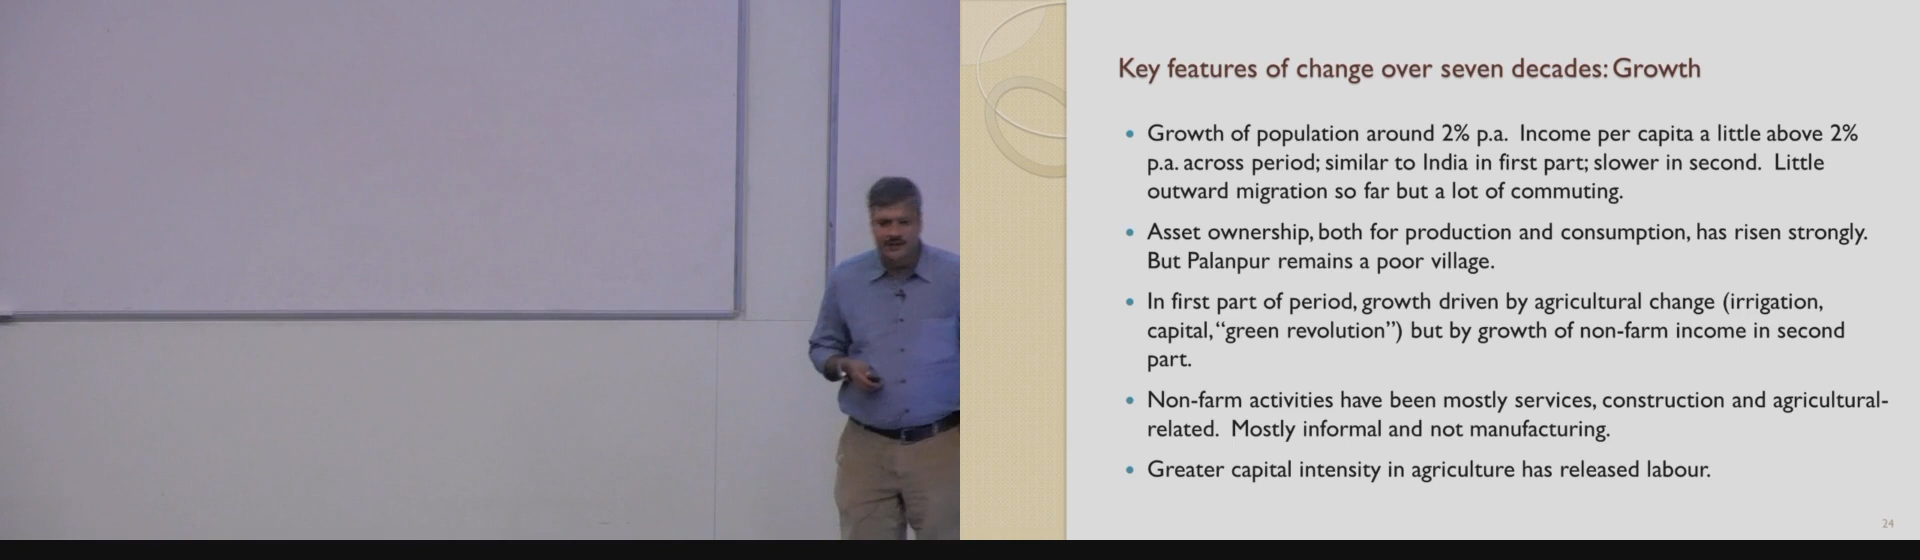 Key features of change over seven decades: Growth
Growth of population around 2% p.a.  Income per capita a little above 2%
p.a. across period; similar to India in first part; slower in second.  Little
outward migration so far but a lot of commuting.
Asset ownership, both for production and consumption, has risen strongly.
But Palanpur remains a poor village.
In first part of period, growth driven by agricultural change (irrigation,
capital, “green revolution”) but by growth of non-farm income in second
part.
Non-farm activities have been mostly services, construction and agricultural-
related.  Mostly informal and not manufacturing.
Greater capital intensity in agriculture has released labour.
24